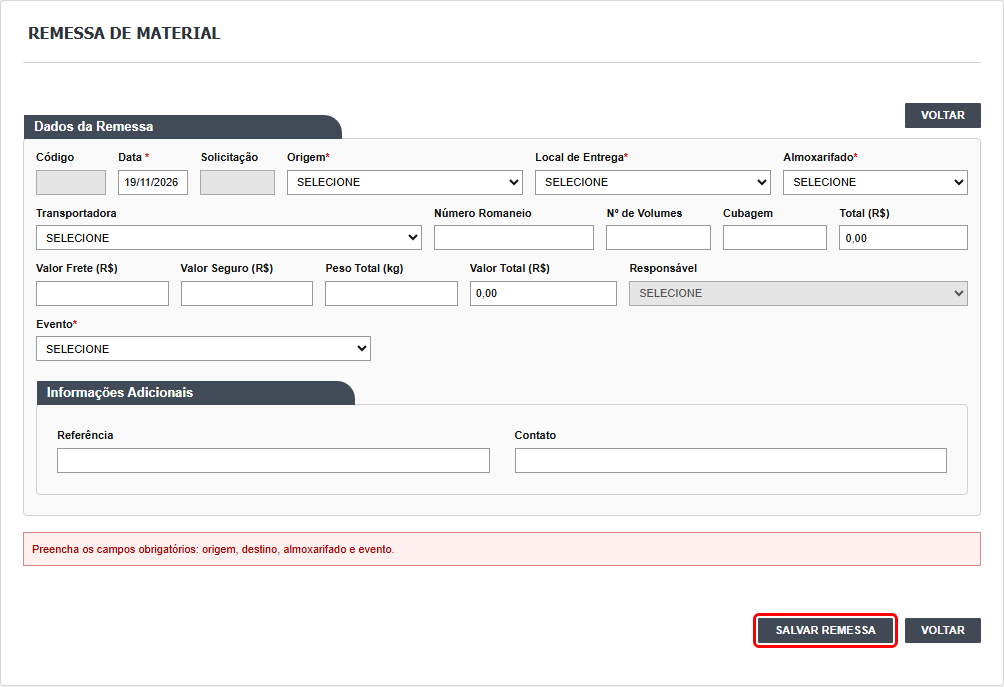 REMESSA DE MATERIAL
VOLTAR
Dados da Remessa
Código Data * Solicitação Origem* Local de Entrega* Almoxarifado*
19/11/2026 SELECIONE SELECIONE SELECIONE
Transportadora Número Romaneio Nº de Volumes Cubagem Total (R$)
SELECIONE 0,00
Valor Frete (R$) Valor Seguro (R$) Peso Total (kg) Valor Total (R$) Responsável
0,00 SELECIONE
Evento*
SELECIONE
Informações Adicionais
Referência Contato
Preencha os campos obrigatórios: origem, destino, almoxarifado e evento.
SALVAR REMESSA VOLTAR